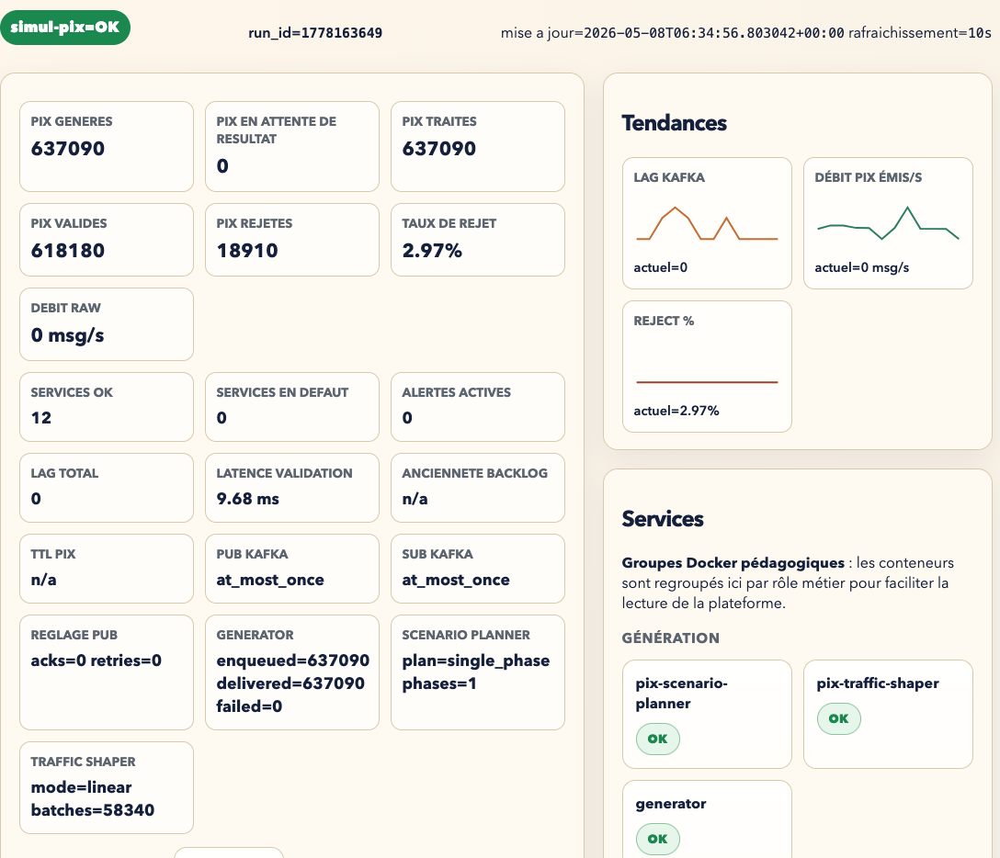 simul-pix=OK
run_id=1778163649
mise a jour=2026-05-08T06:34:56.803042+00:00 rafraichissement=10s
PIX GENERES
637090
PIX EN ATTENTE DE
RESULTAT
0
PIX TRAITES
637090
PIX VALIDES
618180
PIX REJETES
18910
TAUX DE REJET
2.97%
DEBIT RAW
0 msg/s
SERVICES OK
12
SERVICES EN DEFAUT
0
ALERTES ACTIVES
0
LAG TOTAL
0
LATENCE VALIDATION
9.68 ms
ANCIENNETE BACKLOG
n/a
TTL PIX
n/a
PUB KAFKA
at_most_once
SUB KAFKA
at_most_once
REGLAGE PUB
acks=0 retries=0
GENERATOR
enqueued=637090
delivered=637090
failed=0
SCENARIO PLANNER
plan=single_phase
phases=1
TRAFFIC SHAPER
mode=linear
batches=58340
Tendances
LAG KAFKA
actuel=0
DÉBIT PIX ÉMIS/S
actuel=0 msg/s
REJECT %
actuel=2.97%
Services
Groupes Docker pédagogiques : les conteneurs
sont regroupés ici par rôle métier pour faciliter la
lecture de la plateforme.
GÉNÉRATION
pix-scenario-
planner
OK
pix-traffic-shaper
OK
generator
OK